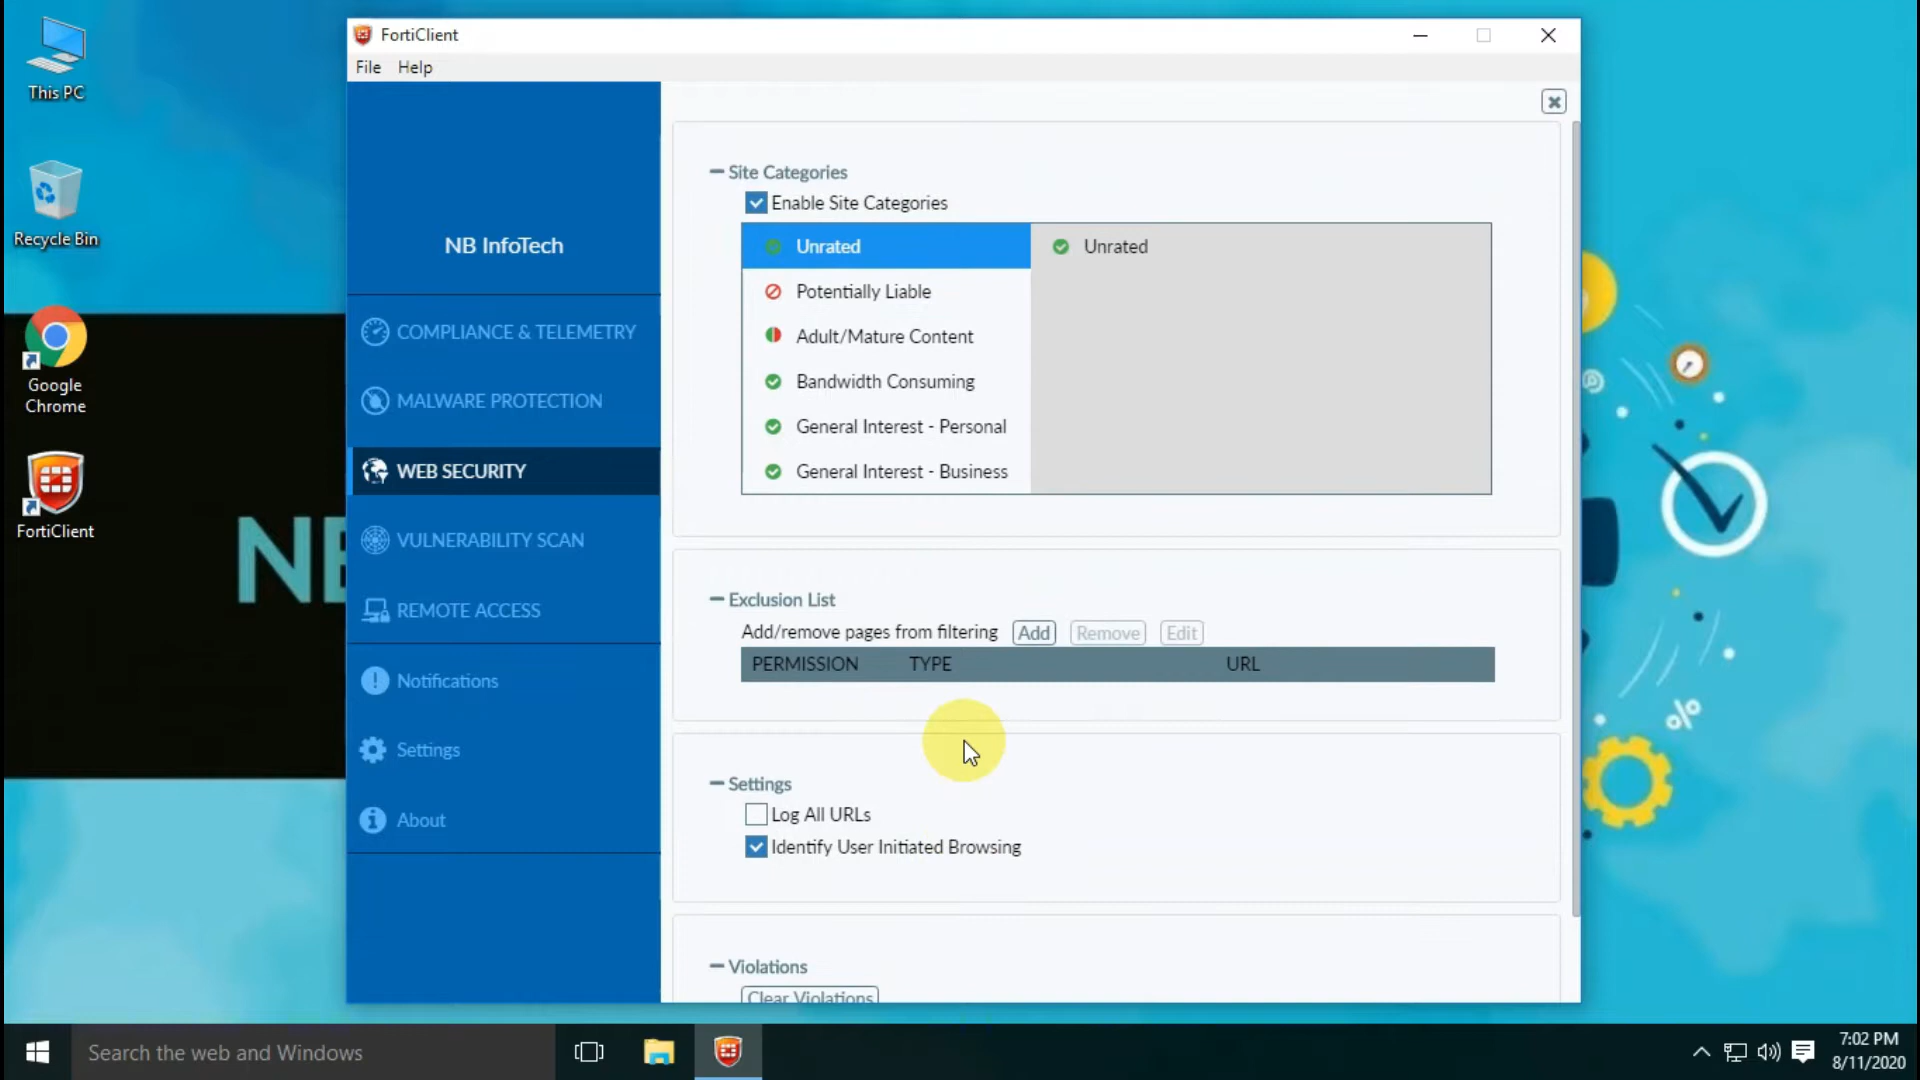 This PC
Recycle Bin
Google
Chrome
FortiClient
NB
FortiClient
File Help
NB InfoTech
COMPLIANCE & TELEMETRY
MALWARE PROTECTION
WEB SECURITY
VULNERABILITY SCAN
REMOTE ACCESS
Notifications
Settings
About
Site Categories
Enable Site Categories
Unrated
Potentially Liable
Adult/Mature Content
Bandwidth Consuming
General Interest - Personal
General Interest - Business
Unrated
Exclusion List
Add/remove pages from filtering Add Remove Edit
PERMISSION TYPE URL
Settings
Log All URLs
Identify User Initiated Browsing
Violations
Clear Violations
%
Search the web and Windows
7:02 PM
8/11/2020